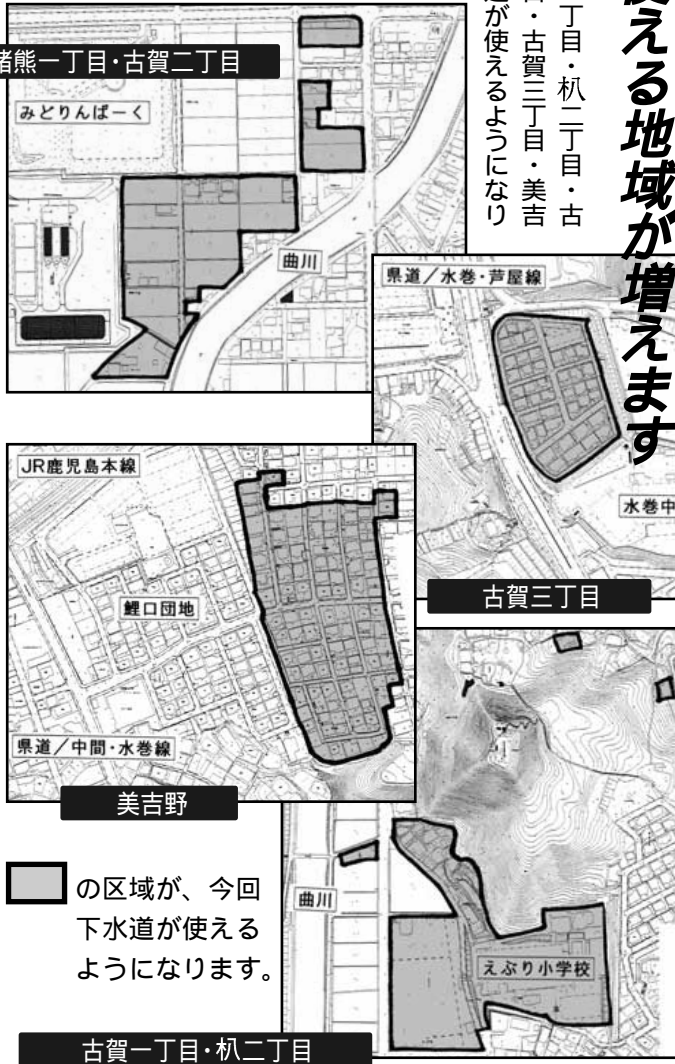 使える地域が増えます
丁目・朳二丁目・古
・古賀三丁目・美吉
が使えるようになり
猪熊一丁目・古賀二丁目
みどりんぱーく
曲川
県道／水巻・芦屋線
水巻中
古賀三丁目
JR鹿児島本線
鯉口団地
県道／中間・水巻線
美吉野
の区域が、今回
下水道が使える
ようになります。
曲川
えぶり小学校
古賀一丁目・朳二丁目